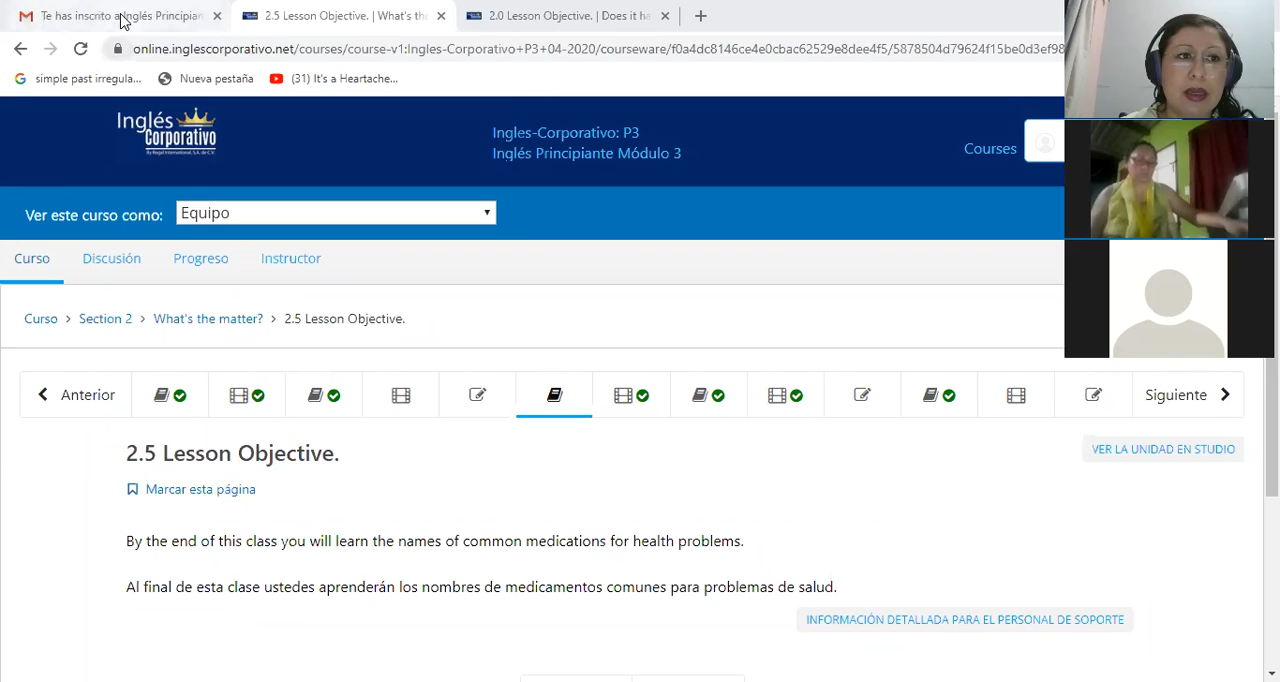 Te has inscrito a Inglés Principian
2.5 Lesson Objective. | What's the
2.0 Lesson Objective. | Does it ha
online.inglescorporativo.net/courses/course-v1:Ingles-Corporativo+P3+04-2020/courseware/f0a4dc8146ce4e0cbac62529e8dee4f5/5878504d79624f15be0d3ef98
simple past irregula...
Nueva pestaña
(31) It's a Heartache...
Inglés
Corporativo
By Regal International, S.A. de C.V.
Ingles-Corporativo: P3
Inglés Principiante Módulo 3
Courses
Ver este curso como:
Equipo
Curso
Discusión
Progreso
Instructor
Curso > Section 2 > What's the matter? > 2.5 Lesson Objective.
Anterior
Siguiente
2.5 Lesson Objective.
VER LA UNIDAD EN STUDIO
Marcar esta página
By the end of this class you will learn the names of common medications for health problems.
Al final de esta clase ustedes aprenderán los nombres de medicamentos comunes para problemas de salud.
INFORMACIÓN DETALLADA PARA EL PERSONAL DE SOPORTE